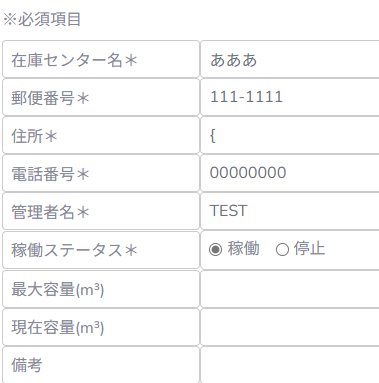 ※必須項目
在庫センター名＊ あああ
郵便番号＊ 111-1111
住所＊ {
電話番号＊ 00000000
管理者名＊ TEST
稼働ステータス＊ 稼働 停止
最大容量(m³)
現在容量(m³)
備考